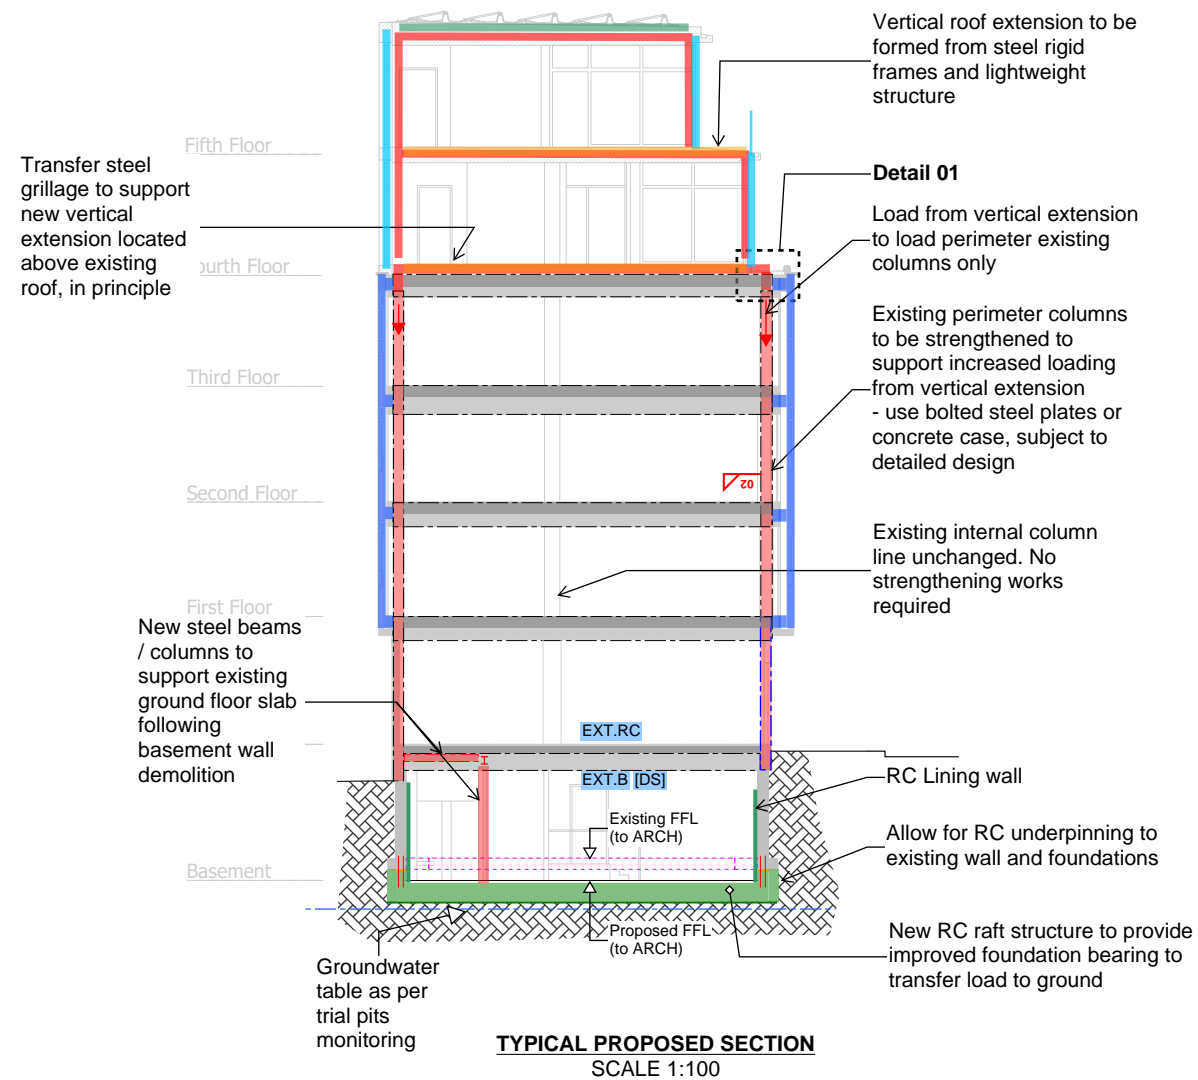 Vertical roof extension to be
formed from steel rigid
frames and lightweight
structure
Fifth Floor
Transfer steel
grillage to support
new vertical
extension located
above existing
roof, in principle
Detail 01
Load from vertical extension
to load perimeter existing
columns only
ourth Floor
Existing perimeter columns
to be strengthened to
support increased loading
from vertical extension
- use bolted steel plates or
concrete case, subject to
detailed design
Third Floor
02
Second Floor
Existing internal column
line unchanged. No
strengthening works
required
First Floor
New steel beams
/ columns to
support existing
ground floor slab
following
basement wall
demolition
EXT.RC
EXT.B [DS]
RC Lining wall
Existing FFL
(to ARCH)
Allow for RC underpinning to
existing wall and foundations
Basement
Proposed FFL
(to ARCH)
New RC raft structure to provide
improved foundation bearing to
transfer load to ground
Groundwater
table as per
trial pits
monitoring
TYPICAL PROPOSED SECTION
SCALE 1:100